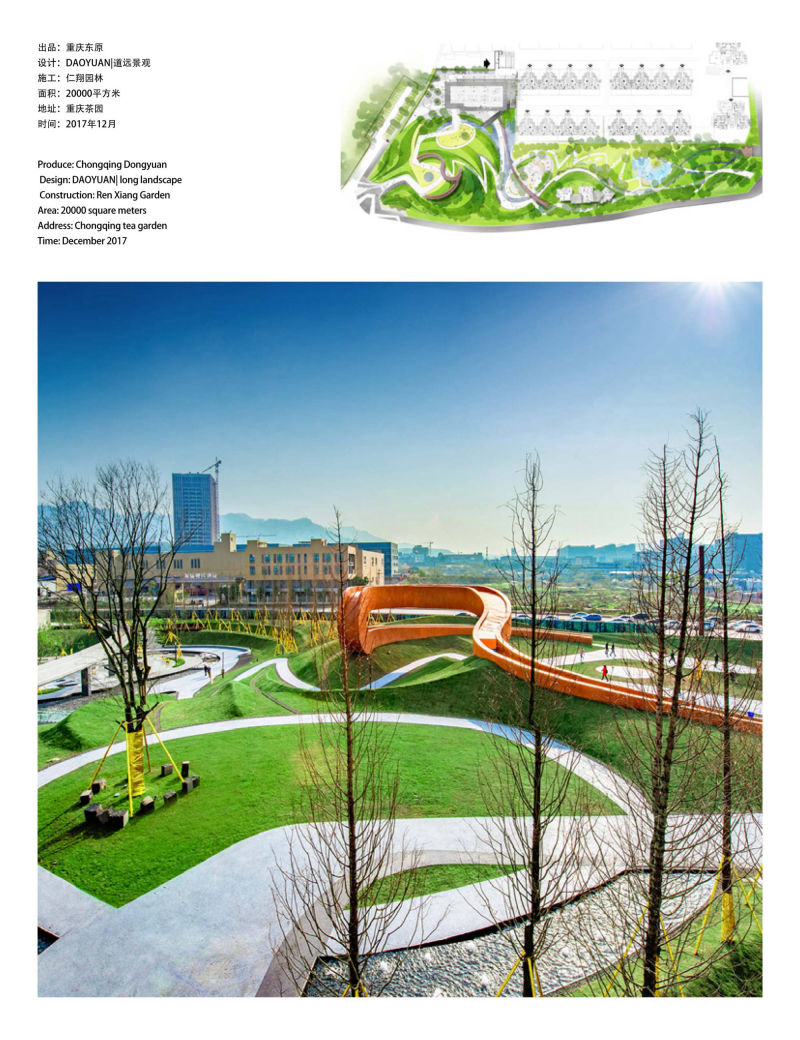 出品：重庆东原
设计：DAOYUAN|道远景观
施工：仁翔园林
面积：20000平方米
地址：重庆茶园
时间：2017年12月
Produce: Chongqing Dongyuan
Design: DAOYUAN| long landscape
Construction: Ren Xiang Garden
Area: 20000 square meters
Address: Chongqing tea garden
Time: December 2017